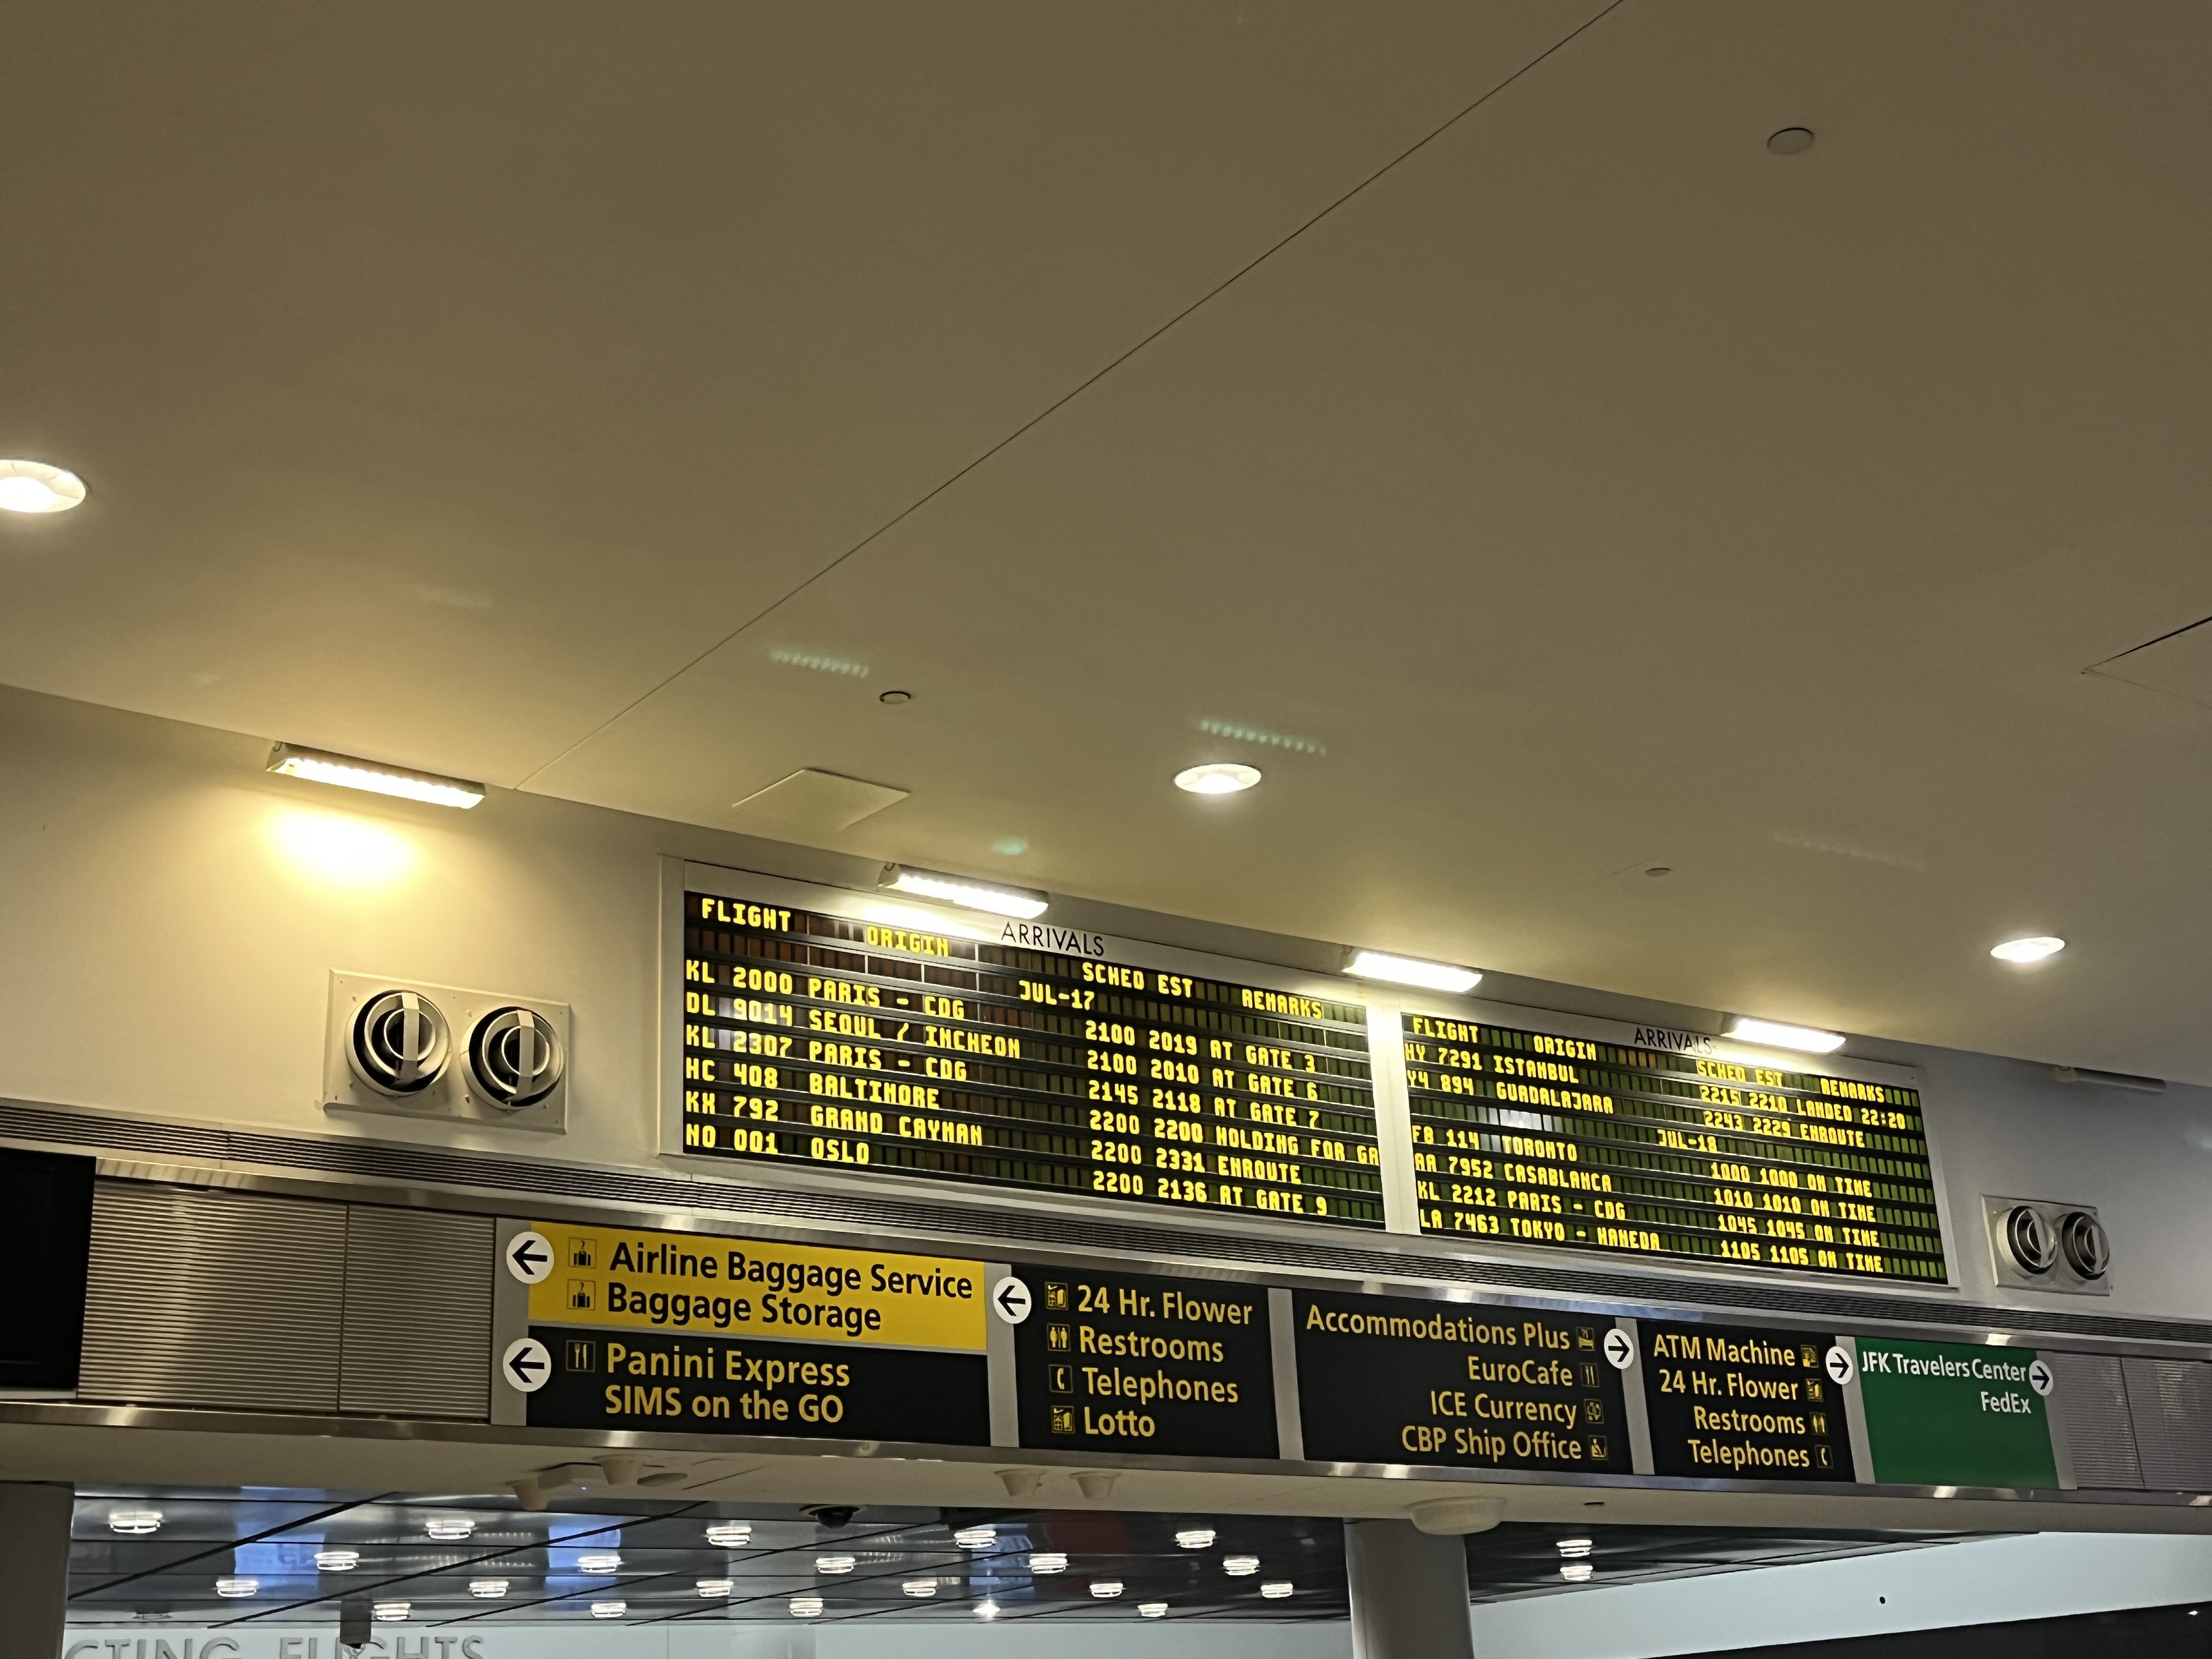 ARRIVALS
FLIGHT ORIGIN SCHED EST REMARKS
JUL-17
KL 2000 PARIS - CDG 2100 2019 AT GATE 3
DL 9014 SEOUL / INCHEON 2100 2010 AT GATE 6
KL 2307 PARIS - CDG 2145 2118 AT GATE 7
HC 408 BALTIMORE 2200 2200 HOLDING FOR GA
KX 792 GRAND CAYMAN 2200 2331 ENROUTE
NO 001 OSLO 2200 2136 AT GATE 9
ARRIVALS
FLIGHT ORIGIN SCHED EST REMARKS
HY 7291 ISTANBUL 2215 2210 LANDED 22:20
Y4 894 GUADALAJARA 2243 2229 ENROUTE
JUL-18
F8 114 TORONTO 1000 1000 ON TIME
AA 7952 CASABLANCA 1010 1010 ON TIME
KL 2212 PARIS - CDG 1045 1045 ON TIME
LA 7463 TOKYO - HANEDA 1105 1105 ON TIME
Airline Baggage Service
Baggage Storage
Panini Express
SIMS on the GO
24 Hr. Flower
Restrooms
Telephones
Lotto
Accommodations Plus
EuroCafe
ICE Currency
CBP Ship Office
ATM Machine
24 Hr. Flower
Restrooms
Telephones
JFK Travelers Center
FedEx
CTING FLIGHTS